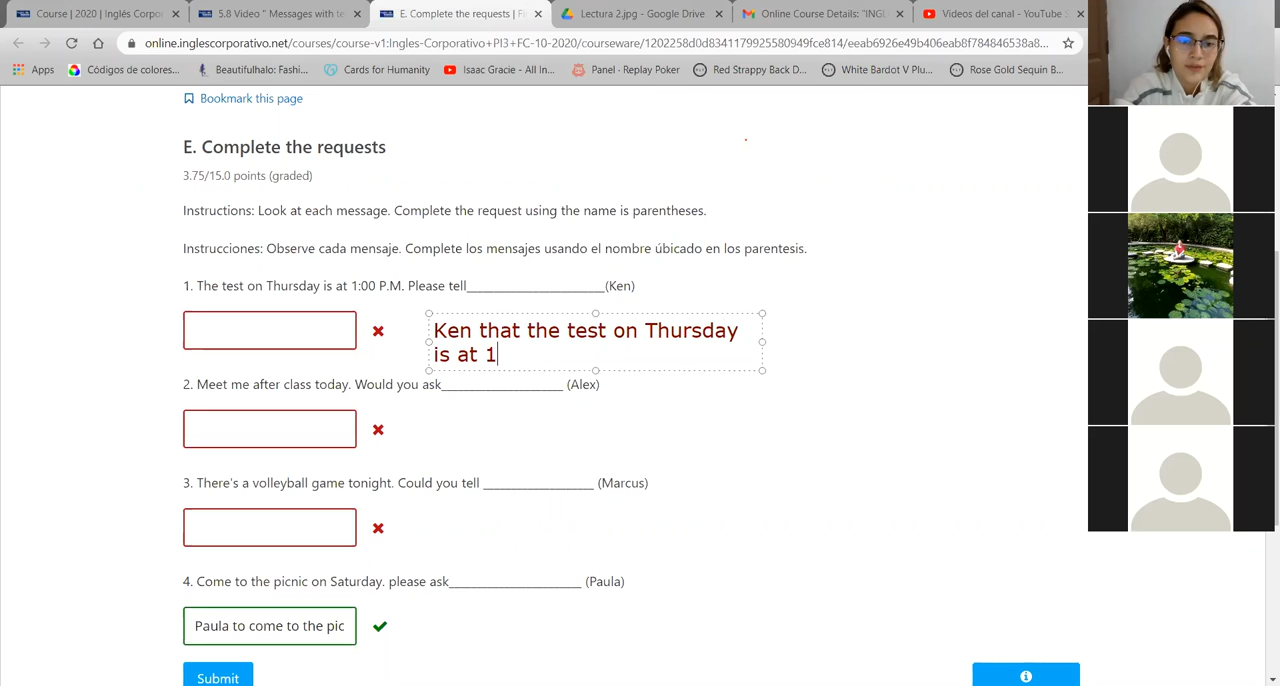 Course | 2020 | Inglés Corpor
5.8 Video " Messages with te
E. Complete the requests | Fi
Lectura 2.jpg - Google Drive
Online Course Details: "INGL
Videos del canal - YouTube
online.inglescorporativo.net/courses/course-v1:Ingles-Corporativo+PI3+FC-10-2020/courseware/1202258d0d8341179925580949fce814/eeab6926e49b406eab8f784846538a8...
Apps
Códigos de colores...
Beautifulhalo: Fashi...
Cards for Humanity
Isaac Gracie - All In...
Panel · Replay Poker
Red Strappy Back D...
White Bardot V Plu...
Rose Gold Sequin B...
Bookmark this page
E. Complete the requests
3.75/15.0 points (graded)
Instructions: Look at each message. Complete the request using the name is parentheses.
Instrucciones: Observe cada mensaje. Complete los mensajes usando el nombre úbicado en los parentesis.
1. The test on Thursday is at 1:00 P.M. Please tell____________________(Ken)
Ken that the test on Thursday
is at 1
2. Meet me after class today. Would you ask__________________ (Alex)
3. There's a volleyball game tonight. Could you tell ________________ (Marcus)
4. Come to the picnic on Saturday. please ask___________________ (Paula)
Paula to come to the pic
Submit